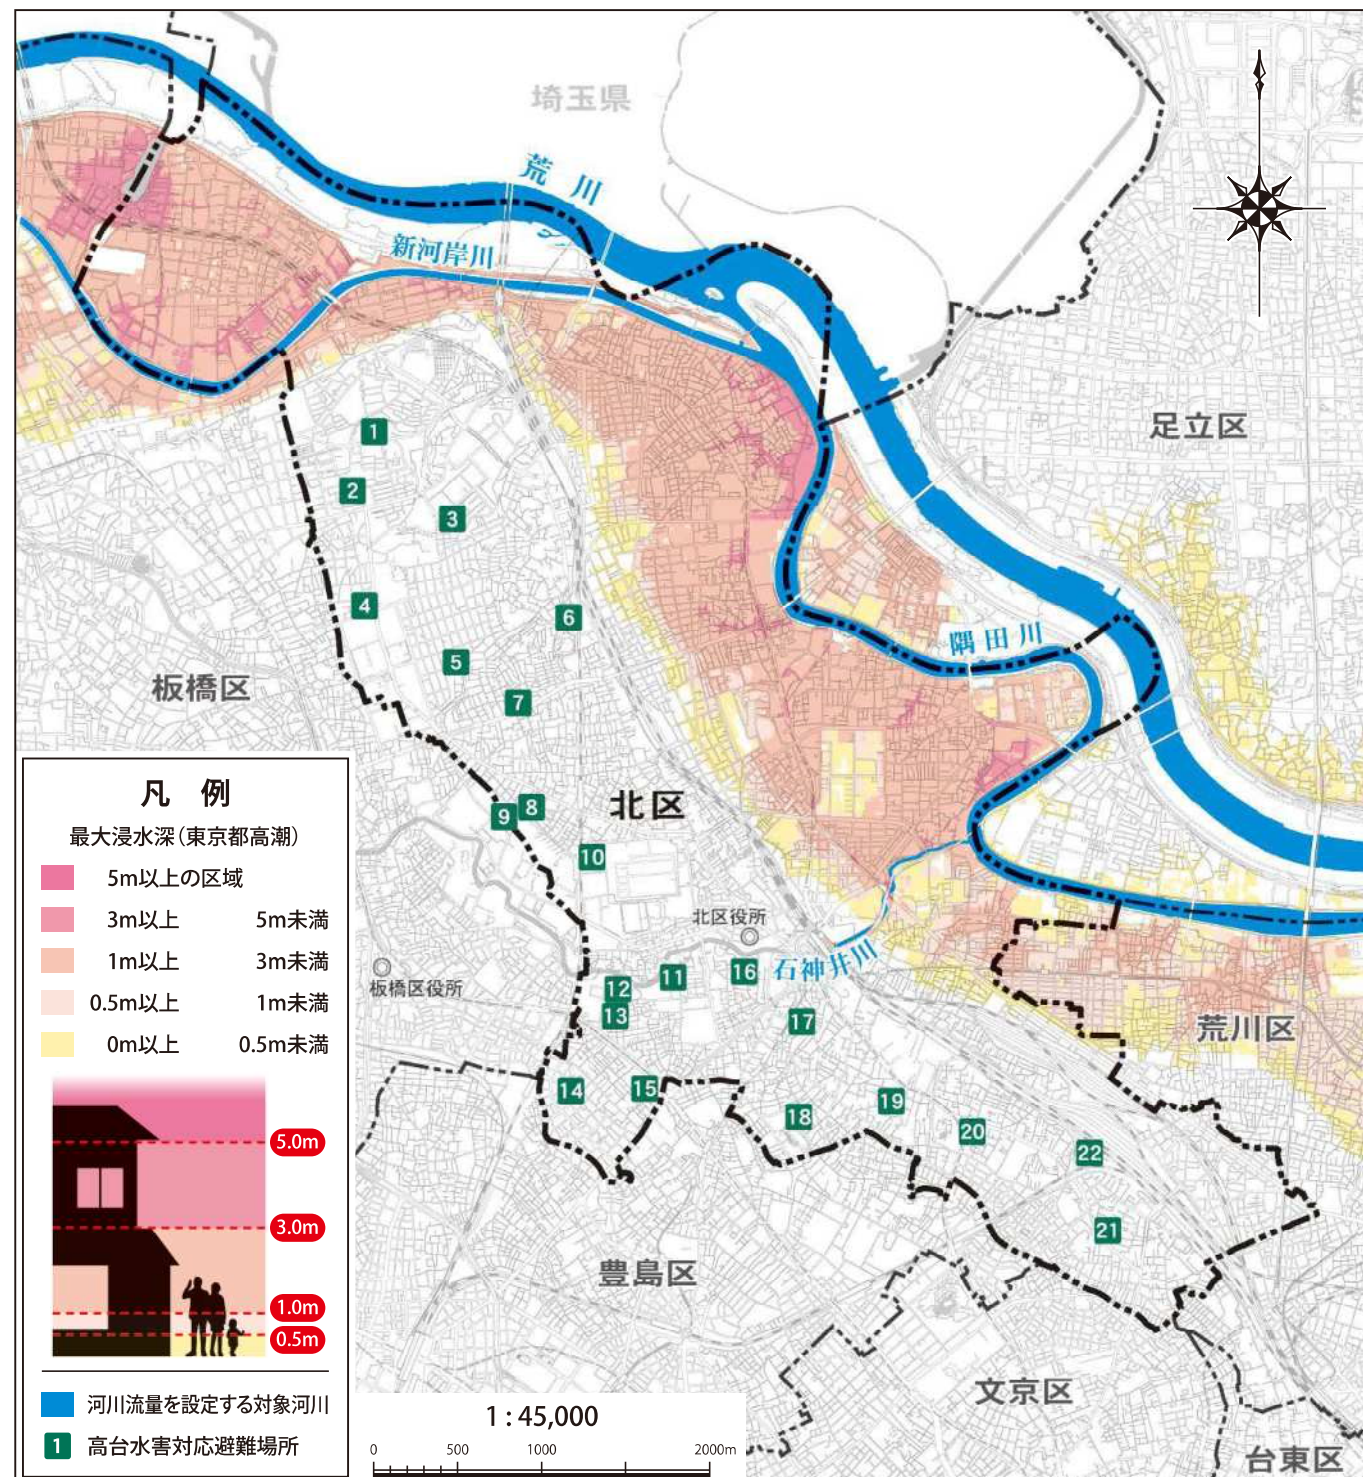 埼玉県
荒川
新河岸川
足立区
1
2
3
4
6
隅田川
5
板橋区
7
凡 例
最大浸水深（東京都高潮）
5m以上の区域
3m以上 5m未満
1m以上 3m未満
0.5m以上 1m未満
0m以上 0.5m未満
5.0m
3.0m
1.0m
0.5m
河川流量を設定する対象河川
1 高台水害対応避難場所
北区
8
9
10
北区役所
石神井川
板橋区役所
11
16
12
13
17
荒川区
14
15
19
18
20
22
21
豊島区
文京区
台東区
1 : 45,000
0 500 1000 2000m